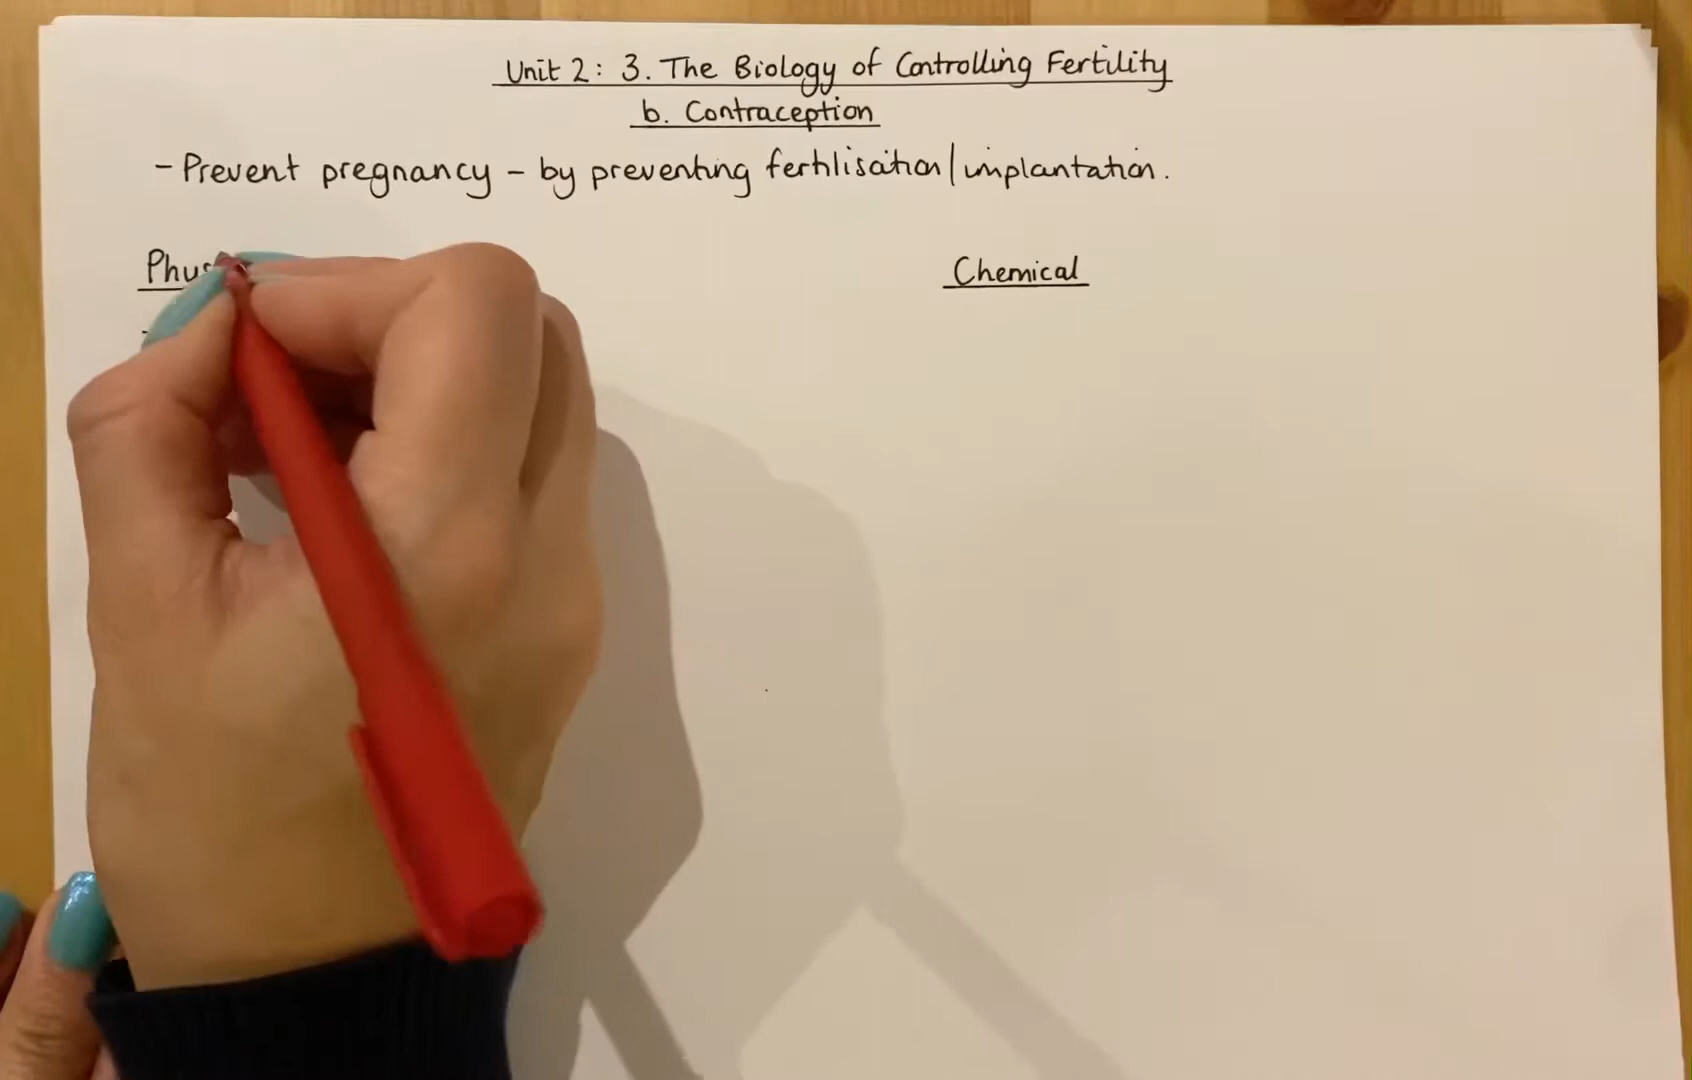 Unit 2: 3. The Biology of Controlling Fertility
b. Contraception
- Prevent pregnancy - by preventing fertilisation/implantation.
Chemical